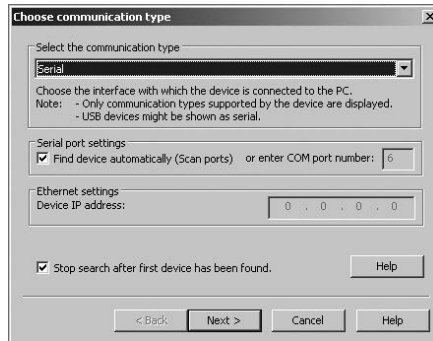 Choose communication type
Select the communication type
Serial
Choose the interface with which the device is connected to the PC.
Note: - Only communication types supported by the device are displayed.
- USB devices might be shown as serial.
Serial port settings
Find device automatically (Scan ports) or enter COM port number: 6
Ethernet settings
Device IP address: 0 . 0 . 0 . 0
Stop search after first device has been found. Help
< Back Next > Cancel Help